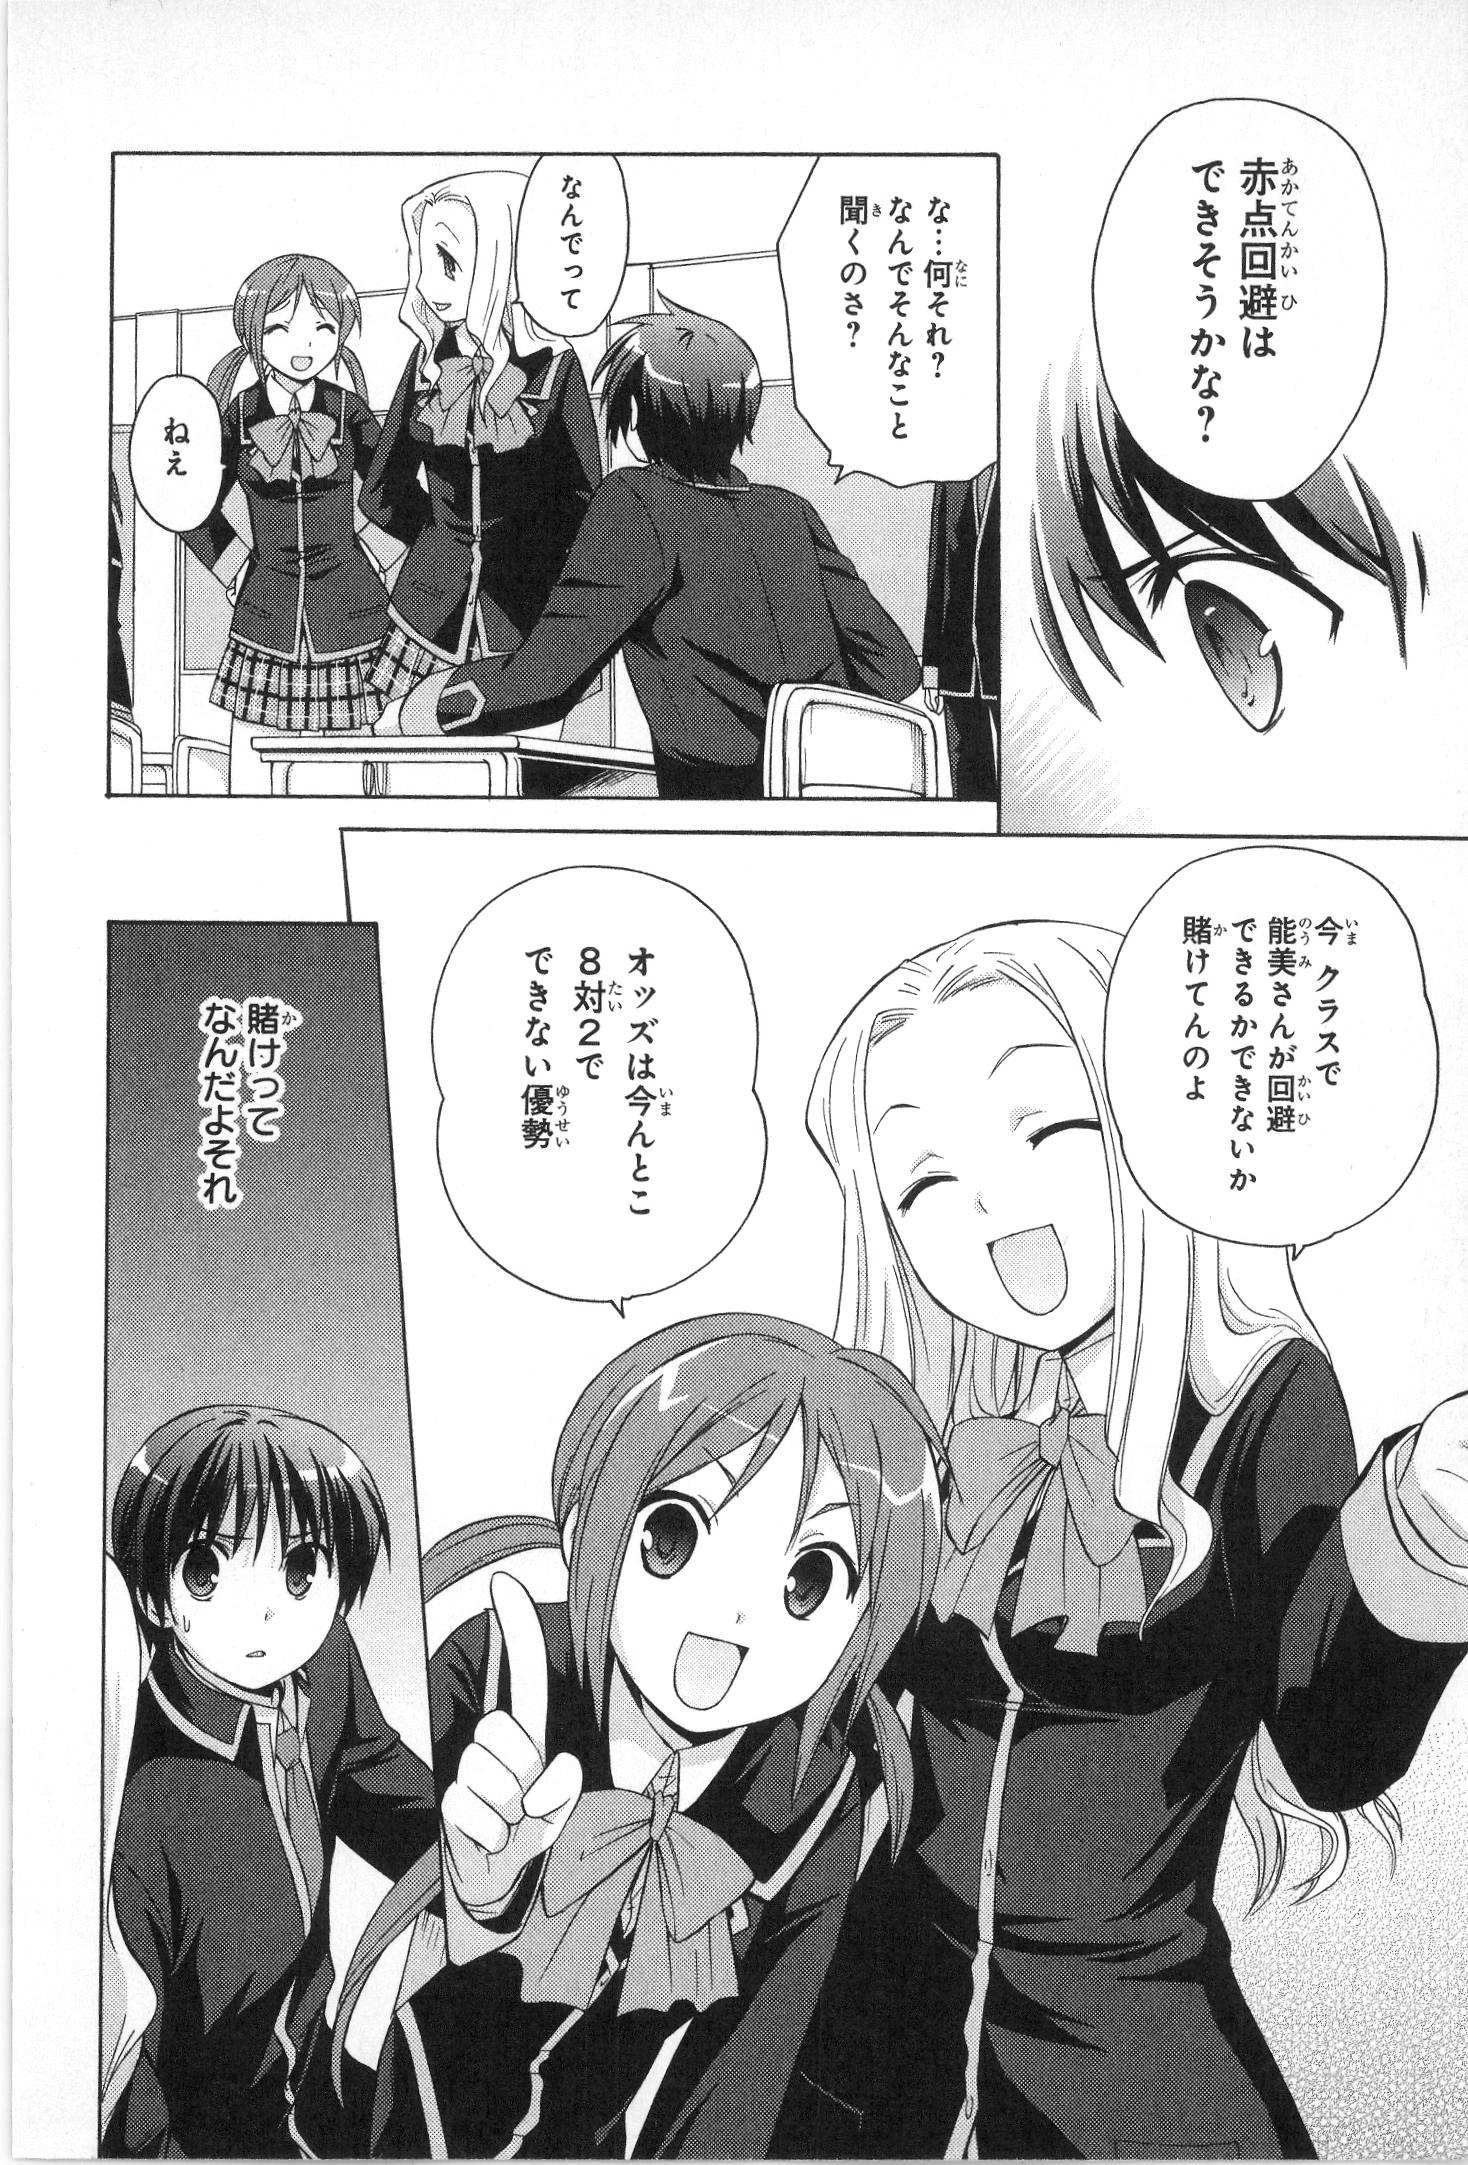 赤点回避は
できそうかな?
な…何それ?
なんでそんなこと
聞くのさ?
なんでって
ねえ
今 クラスで
能美さんが回避
できるかできないか
賭けてんのよ
オッズは今んとこ
8対2で
できない優勢
賭けって
なんだよそれ